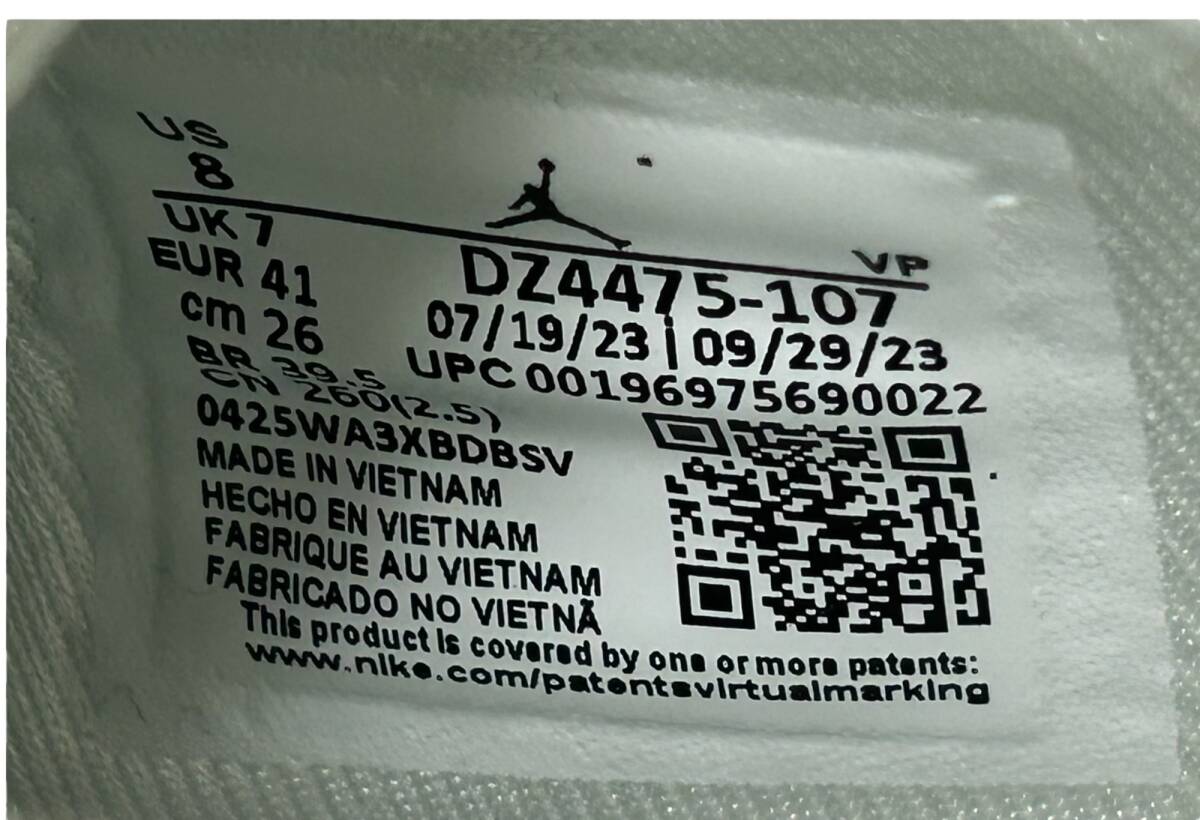 US
8
VP
UK 7
DZ4475-107
EUR 41
07/19/23 | 09/29/23
cm 26
UPC 00196975690022
BR 39.5
CN 260(2.5)
0425WA3XBDBSV
MADE IN VIETNAM
HECHO EN VIETNAM
FABRIQUE AU VIETNAM
FABRICADO NO VIETNÃ
This product is covered by one or more patents:
www.nike.com/patentsvirtualmarking